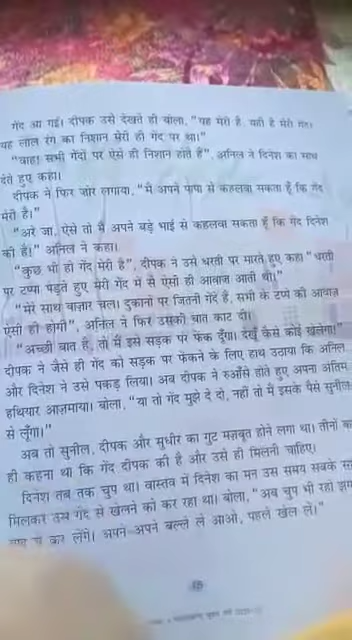 गेंद आ गई। दीपक उसे देखते ही बोला, "यह मेरी है, यही है मेरी गेंद।
यह लाल रंग का निशान मेरी ही गेंद पर था।"
"वाह! सभी गेंदों पर ऐसे ही निशान होते हैं", अनिल ने दिनेश का साथ
देते हुए कहा।
दीपक ने फिर ज़ोर लगाया, "मैं अपने पापा से कहलवा सकता हूँ कि गेंद
मेरी है।"
"अरे जा, ऐसे तो मैं अपने बड़े भाई से कहलवा सकता हूँ कि गेंद दिनेश
की है।" अनिल ने कहा।
"कुछ भी हो गेंद मेरी है", दीपक ने उसे धरती पर मारते हुए कहा "धरती
पर टप्पा पड़ते हुए मेरी गेंद में से ऐसी ही आवाज़ आती थी।"
"मेरे साथ बाज़ार चल। दुकानों पर जितनी गेंदें हैं, सभी के टप्पे की आवाज़
ऐसी ही होगी", अनिल ने फिर उसकी बात काट दी।
"अच्छी बात है, तो मैं इसे सड़क पर फेंक दूँगा। देखूँ कैसे कोई खेलेगा!"
दीपक ने जैसे ही गेंद को सड़क पर फेंकने के लिए हाथ उठाया कि अनिल
और दिनेश ने उसे पकड़ लिया। अब दीपक ने रुआँसे होते हुए अपना अंतिम
हथियार आज़माया। बोला, "या तो गेंद मुझे दे दो, नहीं तो मैं इसके पैसे सुनील
से लूँगा।"
अब तो सुनील, दीपक और सुधीर का गुट मज़बूत होने लगा था। तीनों का
ही कहना था कि गेंद दीपक की है और उसे ही मिलनी चाहिए।
दिनेश तब तक चुप था। वास्तव में दिनेश का मन उस समय सबके
मिलकर उस गेंद से खेलने को कर रहा था। बोला, "अब चुप भी रहो
कर लेंगे। अपने अपने बल्ले ले आओ, पहले खेल लें।"